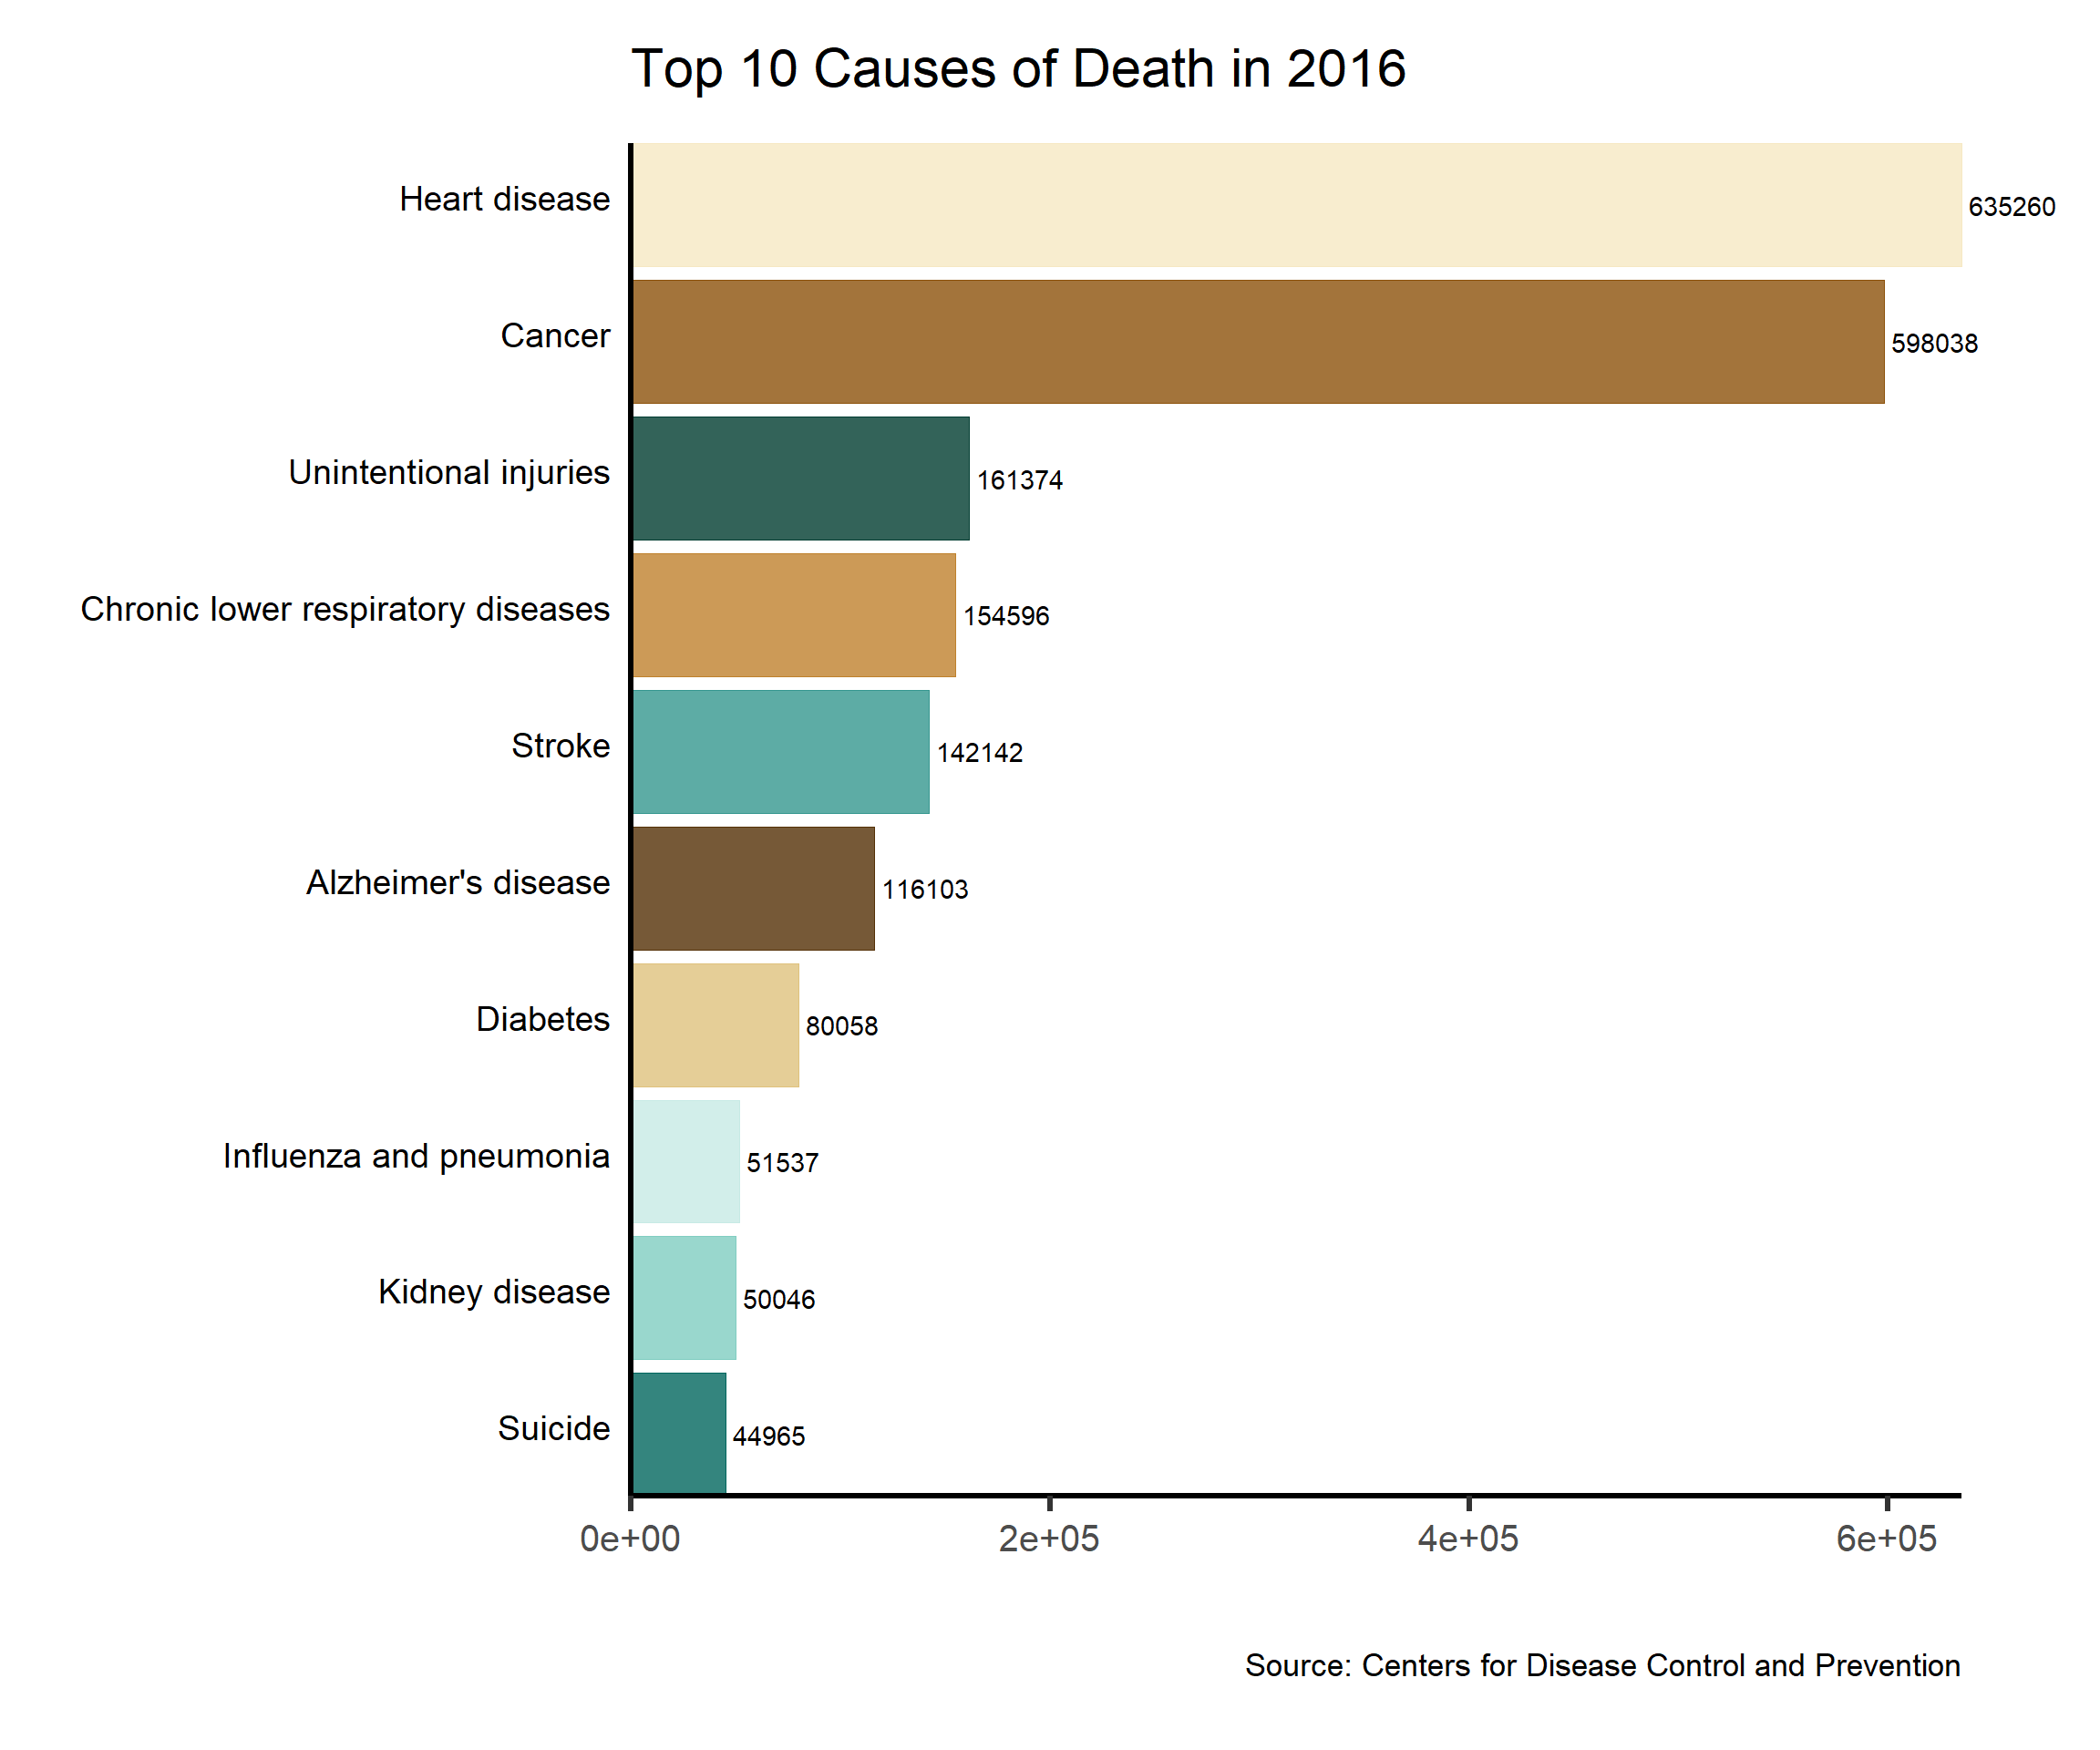 Top 10 Causes of Death in 2016
Heart disease 635260
Cancer 598038
Unintentional injuries 161374
Chronic lower respiratory diseases 154596
Stroke 142142
Alzheimer's disease 116103
Diabetes 80058
Influenza and pneumonia 51537
Kidney disease 50046
Suicide 44965
0e+00 2e+05 4e+05 6e+05
Source: Centers for Disease Control and Prevention